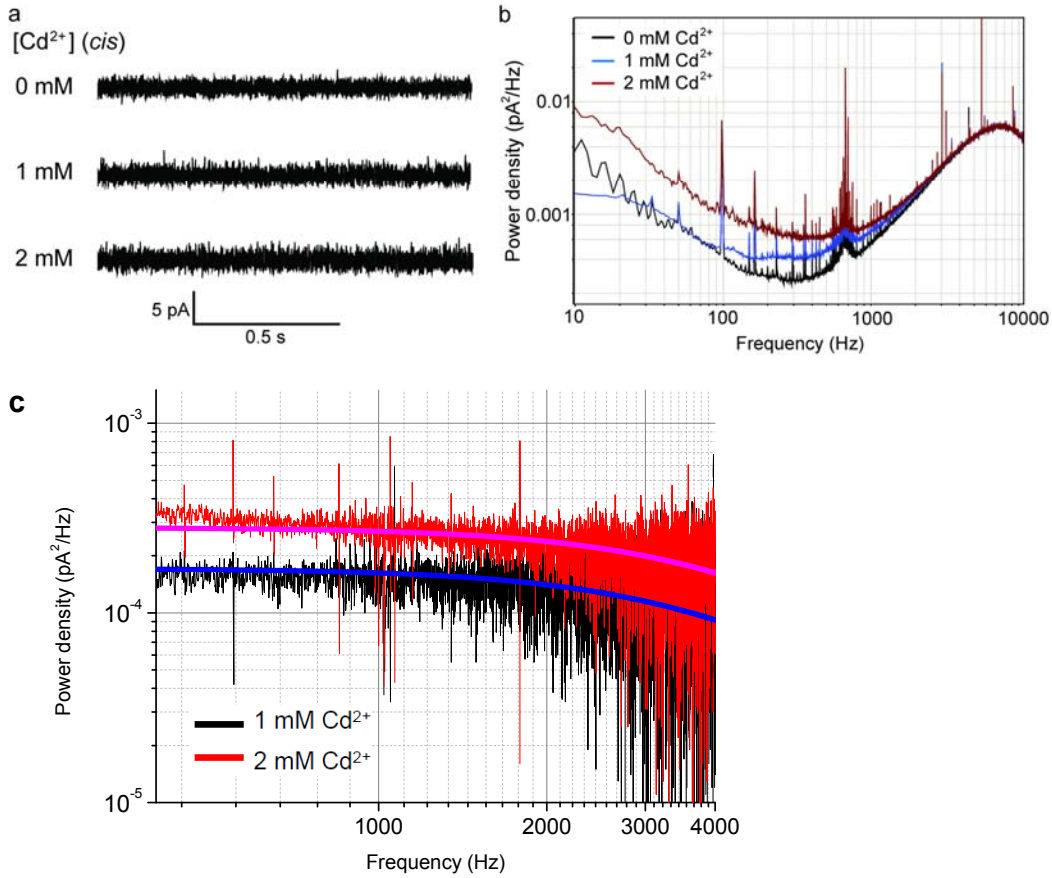 a
[Cd²⁺] (cis)
0 mM
1 mM
2 mM
5 pA
0.5 s
b
0 mM Cd²⁺
1 mM Cd²⁺
2 mM Cd²⁺
Power density (pA²/Hz)
0.01
0.001
10 100 1000 10000
Frequency (Hz)
c
Power density (pA²/Hz)
10⁻³
10⁻⁴
10⁻⁵
1 mM Cd²⁺
2 mM Cd²⁺
1000 2000 3000 4000
Frequency (Hz)